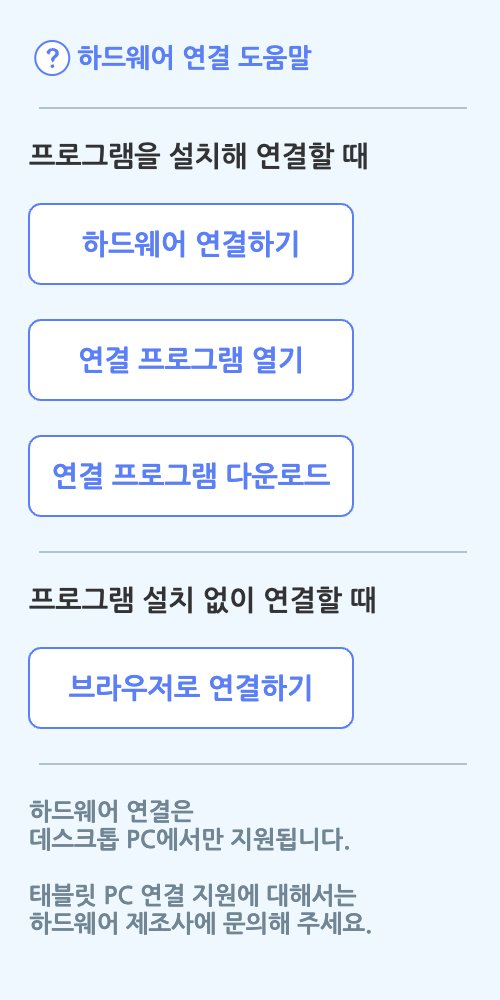 ? 하드웨어 연결 도움말
프로그램을 설치해 연결할 때
하드웨어 연결하기
연결 프로그램 열기
연결 프로그램 다운로드
프로그램 설치 없이 연결할 때
브라우저로 연결하기
하드웨어 연결은
데스크톱 PC에서만 지원됩니다.
태블릿 PC 연결 지원에 대해서는
하드웨어 제조사에 문의해 주세요.